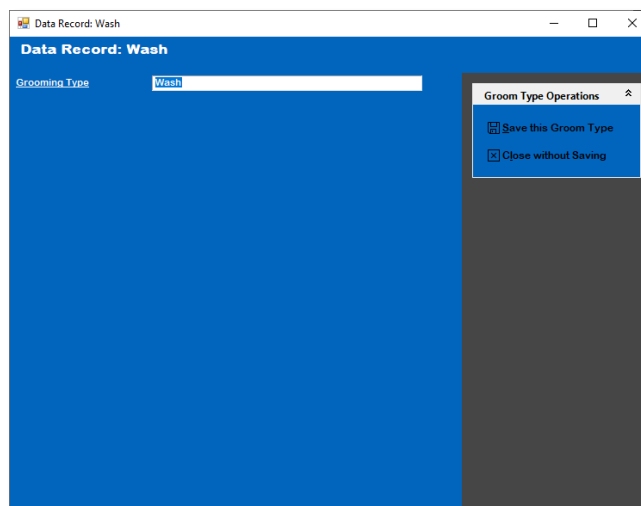 Data Record: Wash
Data Record: Wash
Grooming Type
Wash
Groom Type Operations
Save this Groom Type
Close without Saving